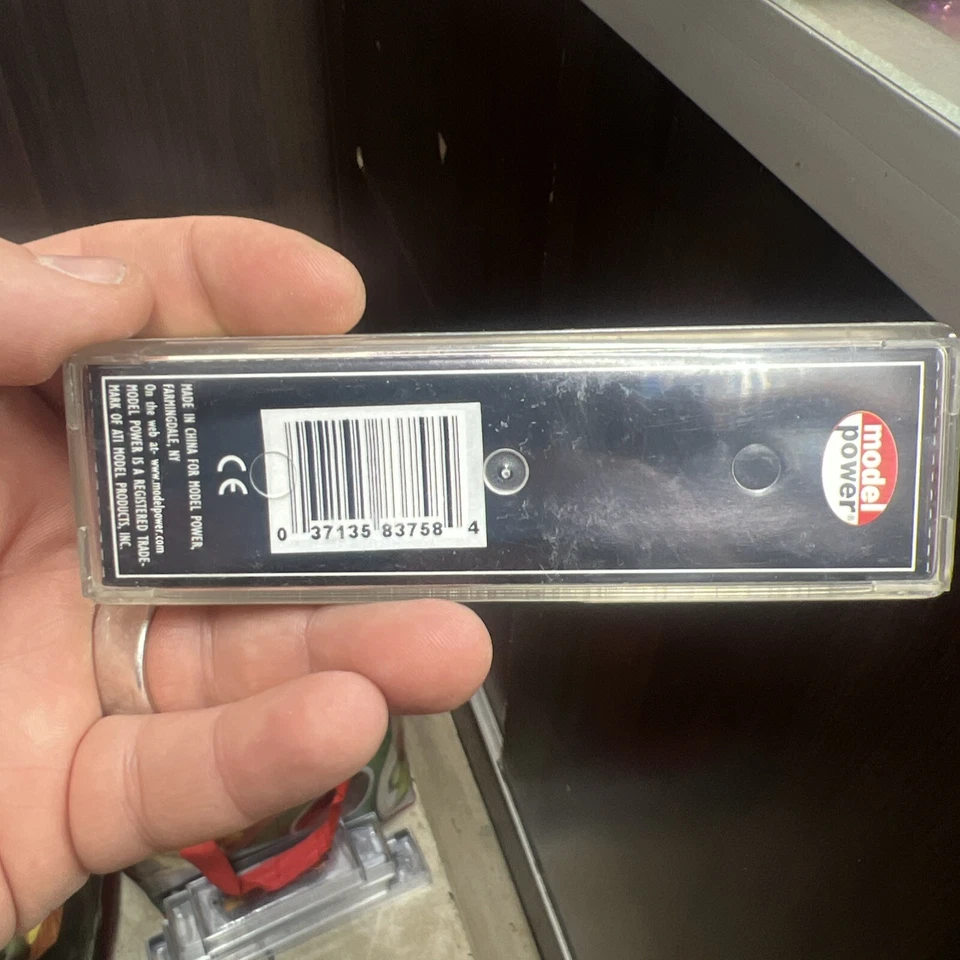 MADE IN CHINA FOR MODEL POWER,
FARMINGDALE, NY
On the web at- www.modelpower.com
MODEL POWER IS A REGISTERED TRADE-
MARK OF ATI MODEL PRODUCTS, INC.
CE
0 37135 83758 4
model
power®